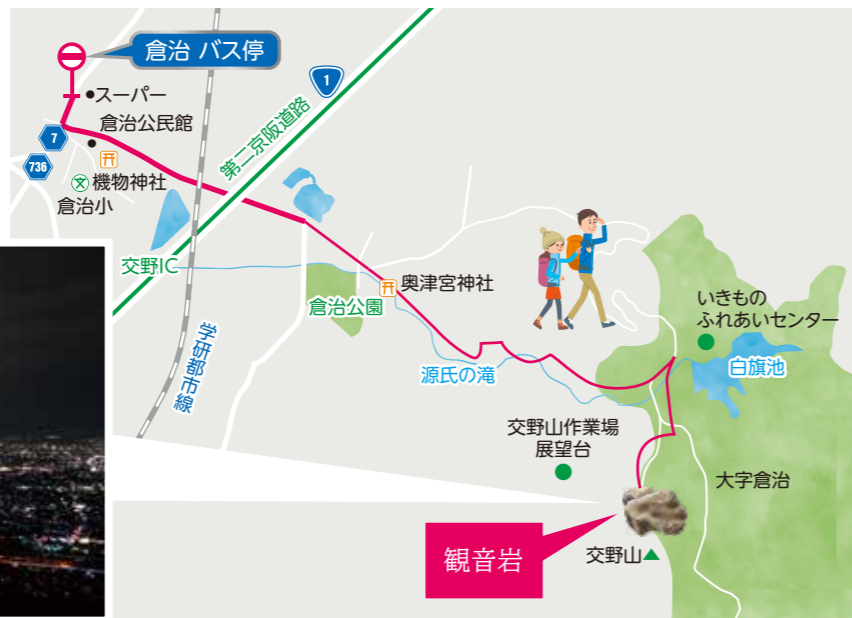 倉治 バス停
スーパー
倉治公民館
7
736
機物神社
倉治小
1
第二京阪道路
交野IC
学研都市線
倉治公園
奥津宮神社
源氏の滝
いきもの
ふれあいセンター
白旗池
交野山作業場
展望台
大字倉治
観音岩
交野山
文